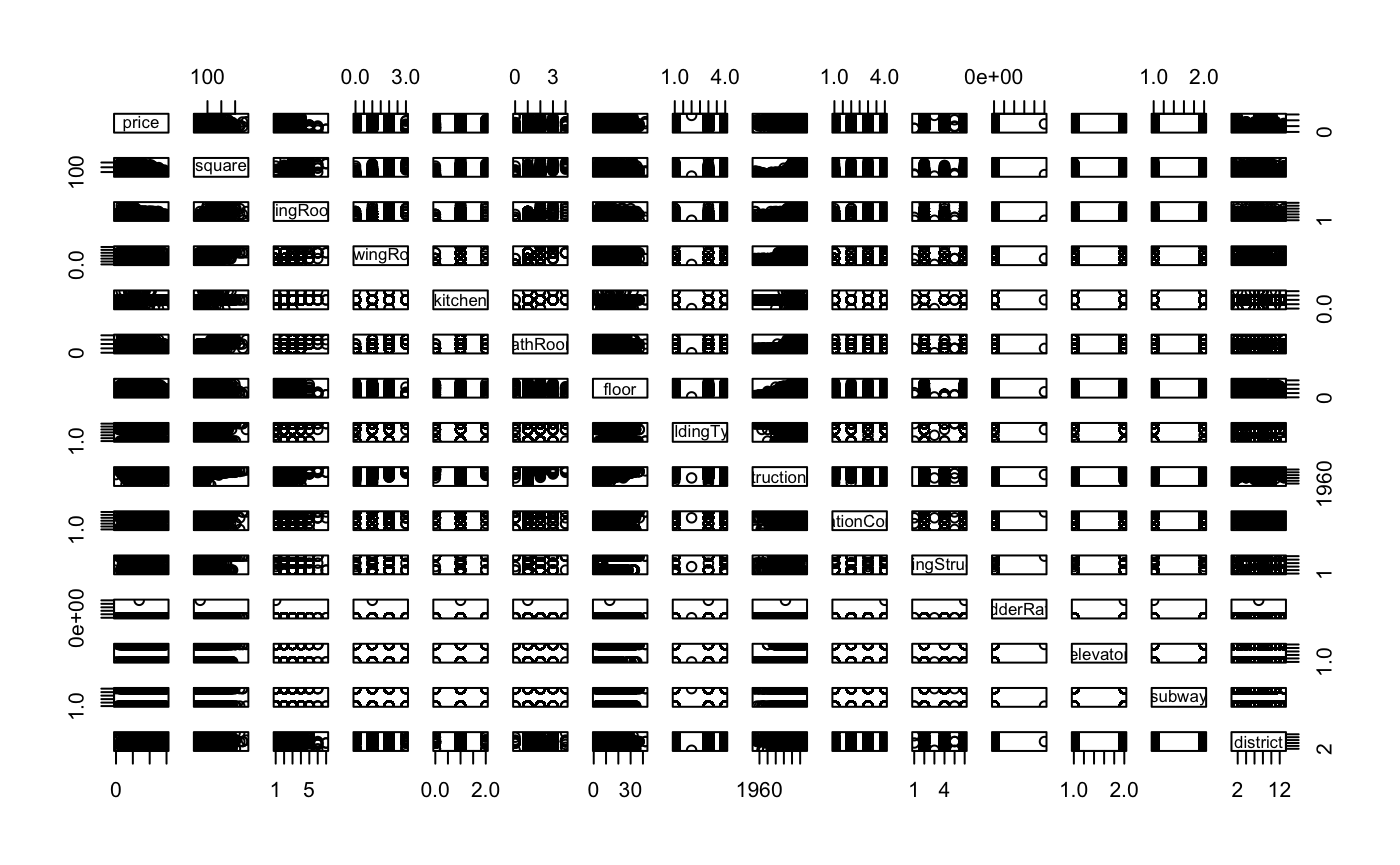 100 0.0 3.0 0 3 1.0 4.0 1.0 4.0 0e+00 1.0 2.0
price 0
100 square
ingRoo 1
0.0 wingRo
kitchen 0.0
0 athRoo
floor 0
1.0 ldingTy
truction 1960
1.0 ationCo
ingStru 1
0e+00 dderRa
elevator 1.0
1.0 subway
district 2
0 1 5 0.0 2.0 0 30 1960 1 4 1.0 2.0 2 12